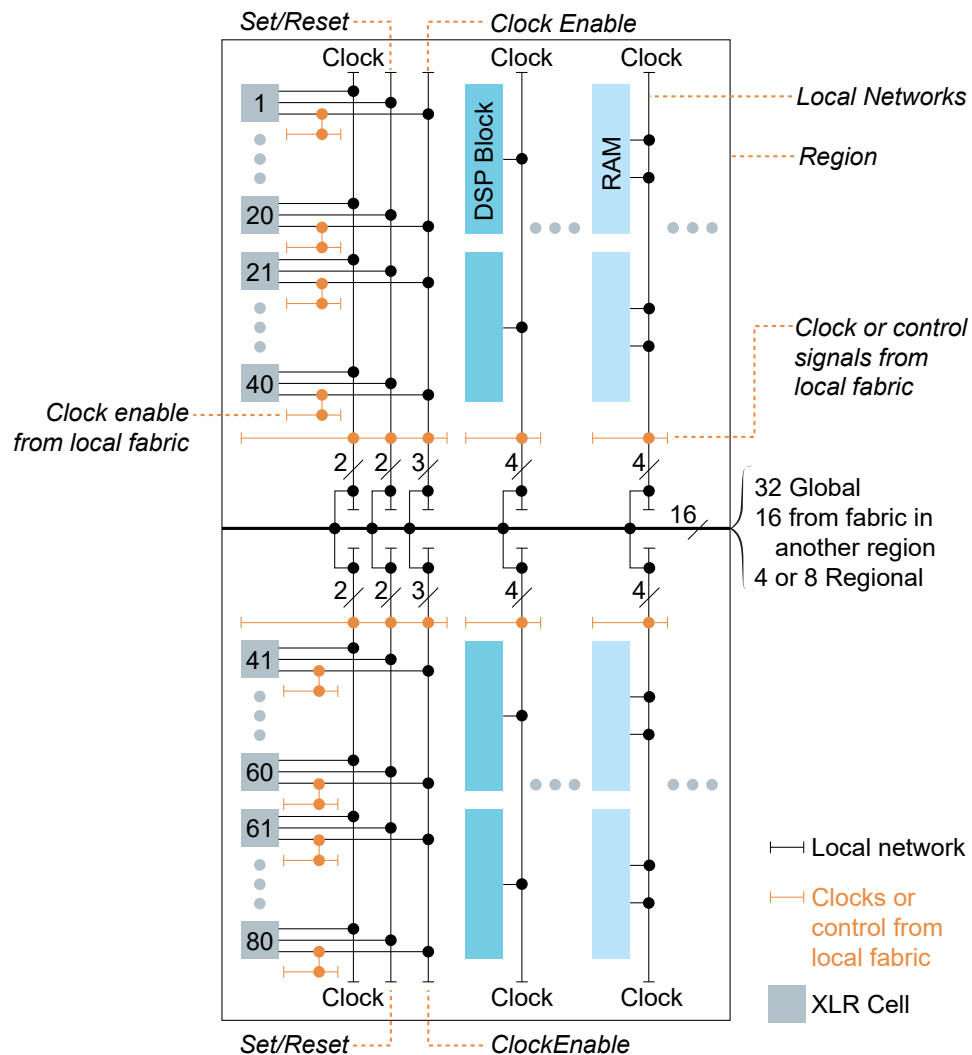 Set/Reset
Clock Enable
Clock
Clock
Clock
1
DSP Block
RAM
Local Networks
Region
20
21
Clock or control
signals from
local fabric
40
Clock enable
from local fabric
2
2
3
4
4
16
32 Global
16 from fabric in
another region
4 or 8 Regional
2
2
3
4
4
41
60
61
80
Local network
Clocks or
control from
local fabric
XLR Cell
Clock
Clock
Clock
Set/Reset
ClockEnable